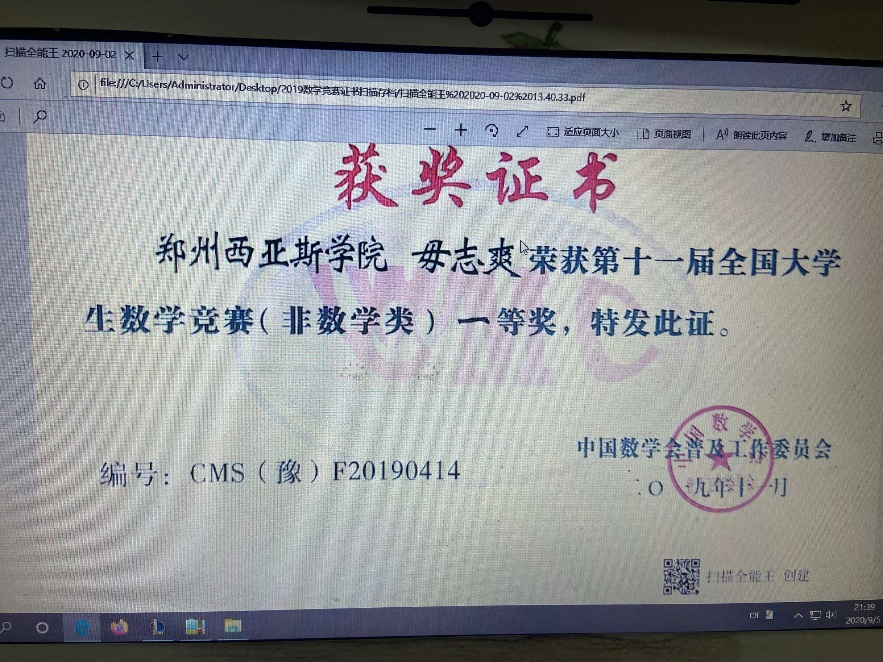 扫描全能王 2020-09-02
file:///C:/Users/Administrator/Desktop/2019数学竞赛证书扫描存档/扫描全能王%202020-09-02%2013.40.33.pdf
适应页面大小 页面视图 朗读此页内容 增加备注
获奖证书
郑州西亚斯学院 毋志爽 荣获第十一届全国大学
生数学竞赛(非数学类)一等奖,特发此证。
中国数学会普及工作委员会
编号:CMS(豫)F20190414
二〇一九年十一月
扫描全能王 创建
CH
21:39
2020/9/5